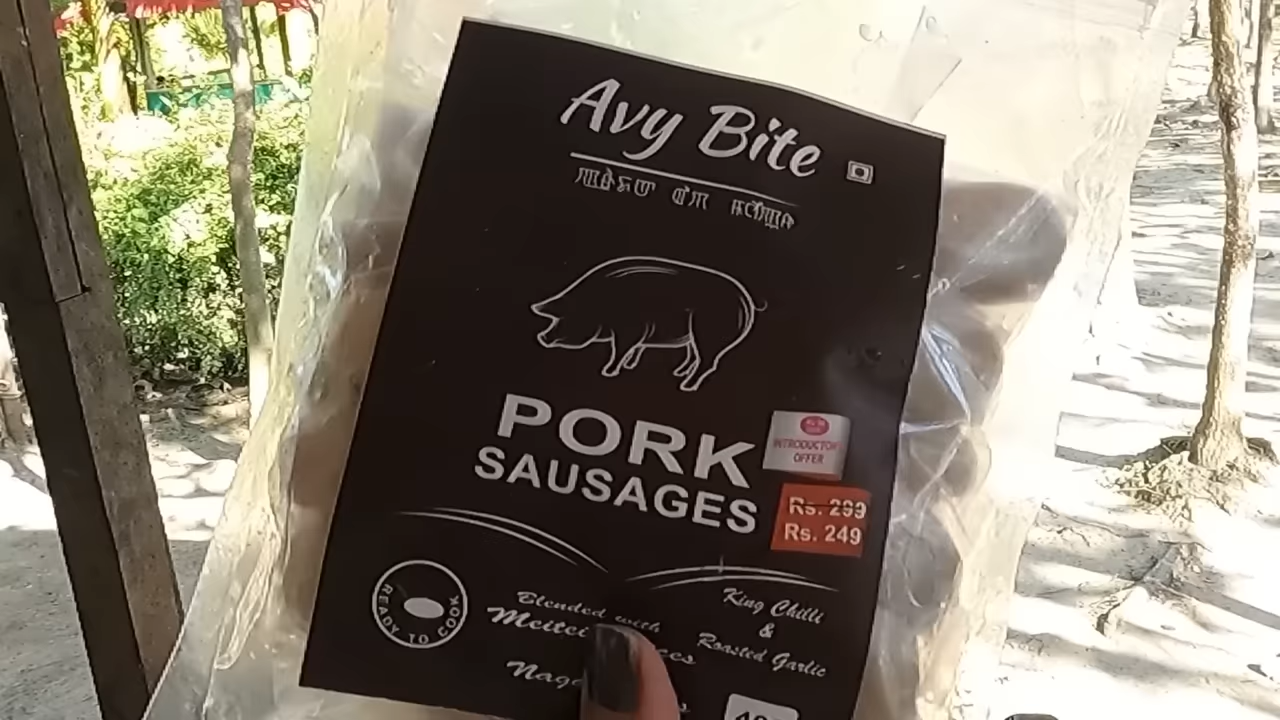 Avy Bite
PORK
SAUSAGES
INTRODUCTORY
OFFER
Rs. 299
Rs. 249
READY TO COOK
Blended with
Meitei
King Chilli
&
Roasted Garlic